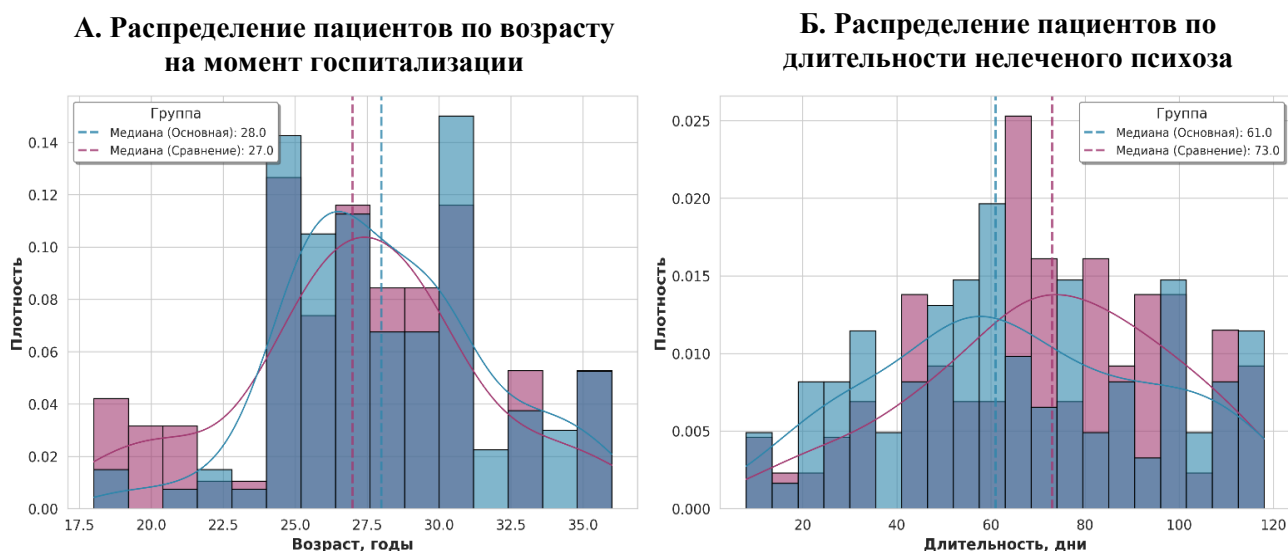 А. Распределение пациентов по возрасту
на момент госпитализации
Группа
Медиана (Основная): 28.0
Медиана (Сравнение): 27.0
Плотность
0.14
0.12
0.10
0.08
0.06
0.04
0.02
0.00
17.5 20.0 22.5 25.0 27.5 30.0 32.5 35.0
Возраст, годы
Б. Распределение пациентов по
длительности нелеченого психоза
Группа
Медиана (Основная): 61.0
Медиана (Сравнение): 73.0
Плотность
0.025
0.020
0.015
0.010
0.005
0.000
20 40 60 80 100 120
Длительность, дни